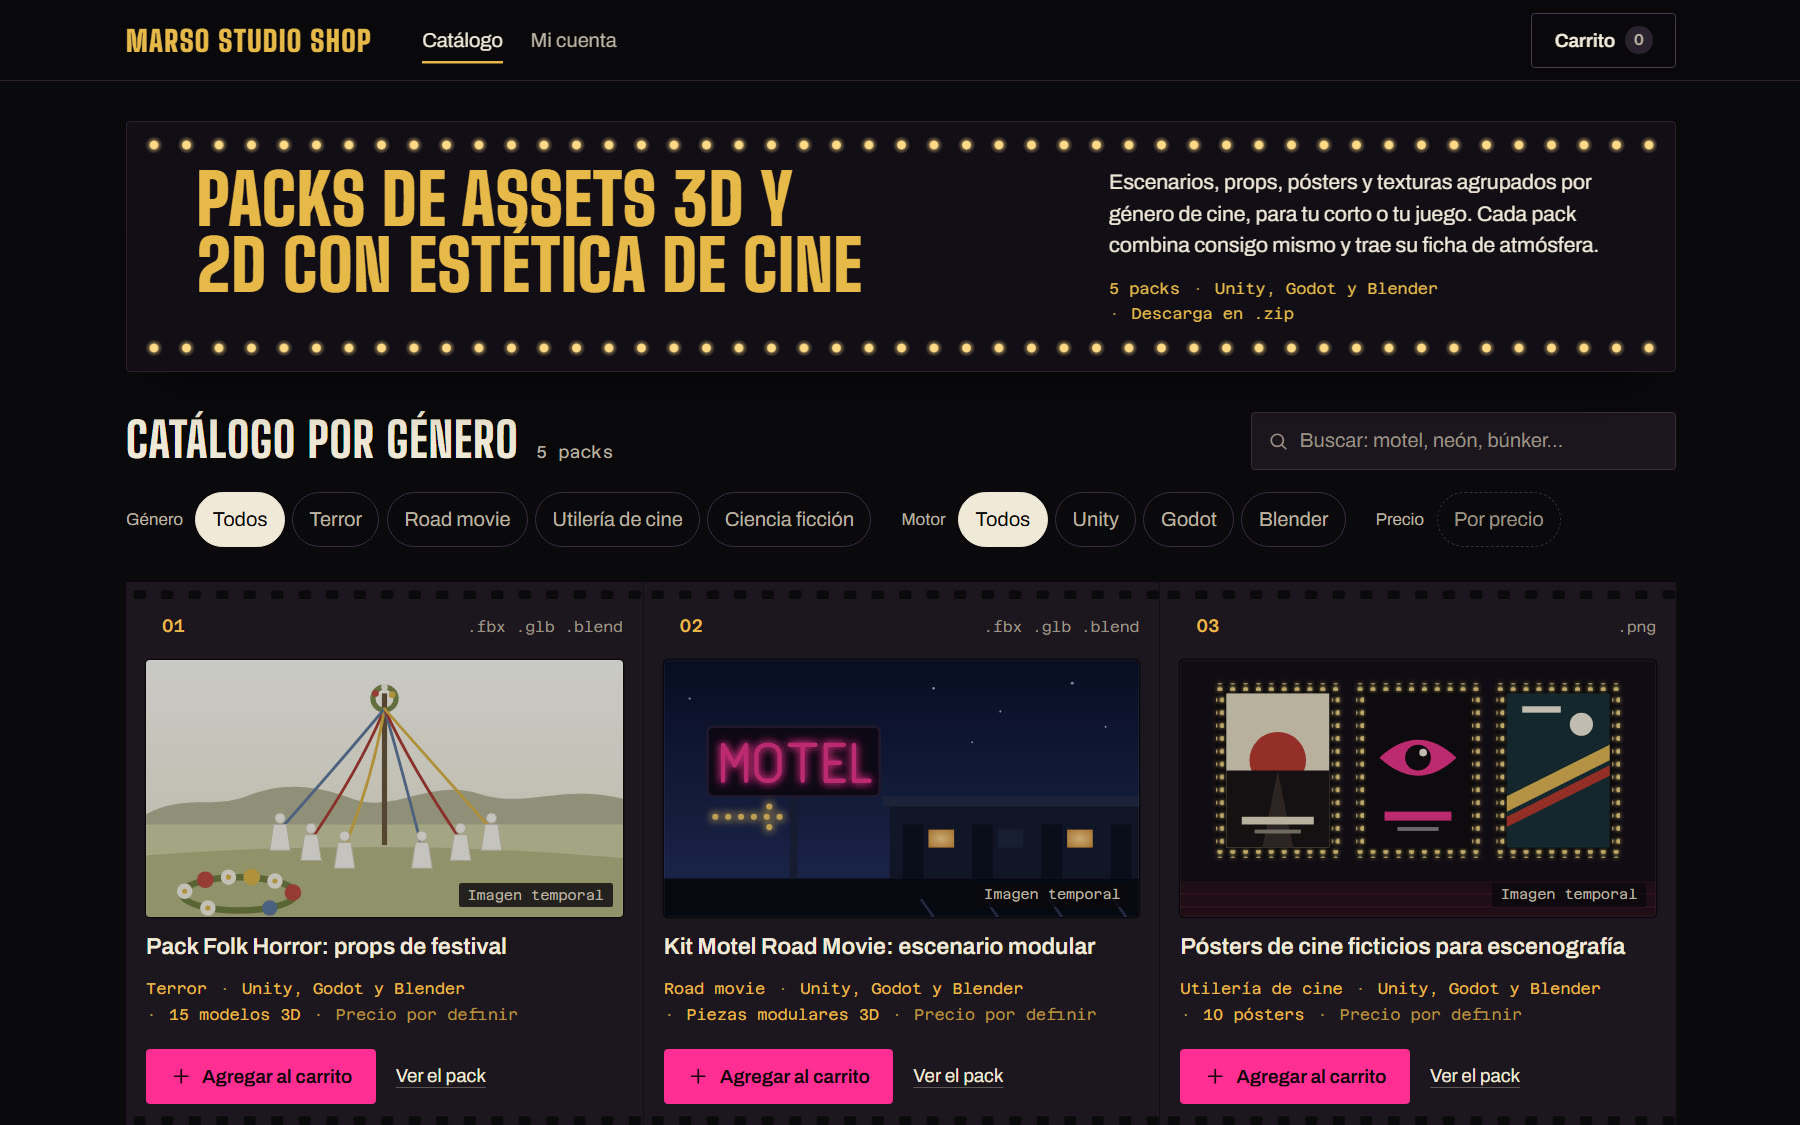 MARSO STUDIO SHOP
Catálogo
Mi cuenta
Carrito 0
PACKS DE ASSETS 3D Y
2D CON ESTÉTICA DE CINE
Escenarios, props, pósters y texturas agrupados por
género de cine, para tu corto o tu juego. Cada pack
combina consigo mismo y trae su ficha de atmósfera.
5 packs · Unity, Godot y Blender
· Descarga en .zip
CATÁLOGO POR GÉNERO
5 packs
Buscar: motel, neón, búnker...
Género Todos Terror Road movie Utilería de cine Ciencia ficción Motor Todos Unity Godot Blender Precio Por precio
01 .fbx .glb .blend
Imagen temporal
Pack Folk Horror: props de festival
Terror · Unity, Godot y Blender
· 15 modelos 3D · Precio por definir
+ Agregar al carrito
Ver el pack
02 .fbx .glb .blend
MOTEL
Imagen temporal
Kit Motel Road Movie: escenario modular
Road movie · Unity, Godot y Blender
· Piezas modulares 3D · Precio por definir
+ Agregar al carrito
Ver el pack
03 .png
Imagen temporal
Pósters de cine ficticios para escenografía
Utilería de cine · Unity, Godot y Blender
· 10 pósters · Precio por definir
+ Agregar al carrito
Ver el pack